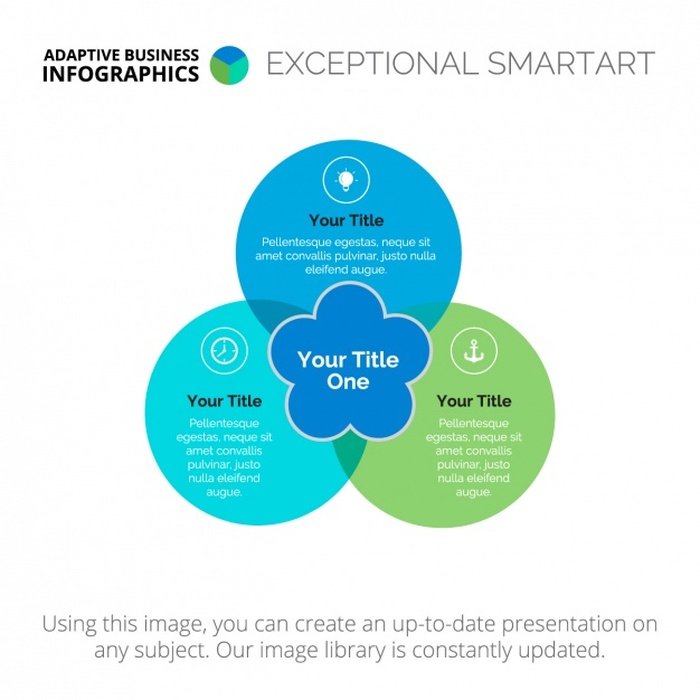 ADAPTIVE BUSINESS
INFOGRAPHICS
EXCEPTIONAL SMARTART
Your Title
Pellentesque egestas, neque sit
amet convallis pulvinar, justo nulla
eleifend augue.
Your Title
One
Your Title
Pellentesque
egestas, neque sit
amet convallis
pulvinar, justo
nulla eleifend
augue.
Your Title
Pellentesque
egestas, neque sit
amet convallis
pulvinar, justo
nulla eleifend
augue.
Using this image, you can create an up-to-date presentation on
any subject. Our image library is constantly updated.